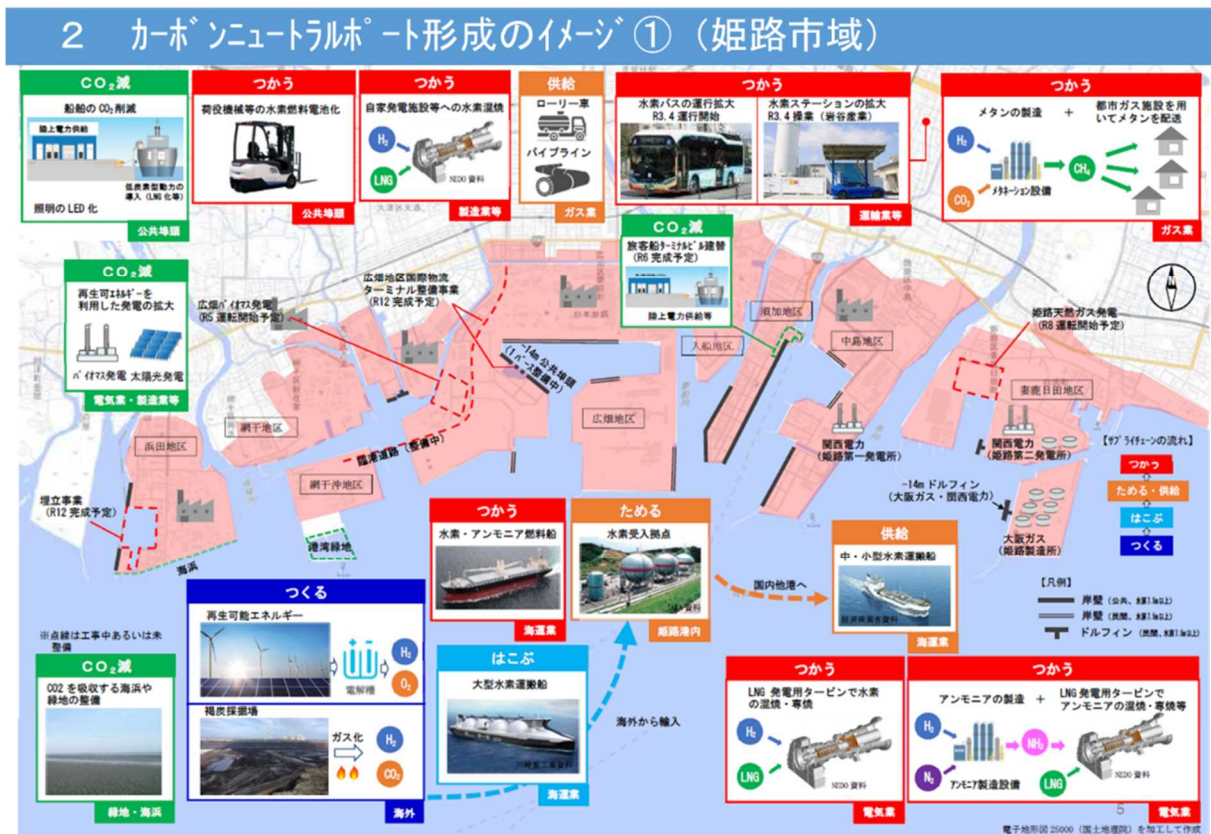 2 カーボンニュートラルポート形成のイメージ①(姫路市域)
CO₂減
船舶のCO₂削減
陸上電力供給
低炭素型動力の
導入(LNG化等)
照明のLED化
公共埠頭
つかう
荷役機械等の水素燃料電池化
公共埠頭
つかう
自家発電施設等への水素混焼
H₂
LNG
NEDO資料
製造業等
供給
ローリー車
パイプライン
ガス業
つかう
水素バスの運行拡大
R3.4 運行開始
水素ステーションの拡大
R3.4 操業(岩谷産業)
運輸業等
つかう
メタンの製造
+
都市ガス施設を用
いてメタンを配送
H₂
CO₂
メタネーション設備
CH₄
ガス業
CO₂減
再生可エネルギーを
利用した発電の拡大
バイオマス発電 太陽光発電
電気業・製造業等
広畑バイオマス発電
(R5 運転開始予定)
広畑地区国際物流
ターミナル整備事業
(R12 完成予定)
CO₂減
旅客船ターミナルビル建替
(R6 完成予定)
陸上電力供給等
姫路天然ガス発電
(R8 運転開始予定)
-14m 公共埠頭
(1バース整備中)
須加地区
入船地区
中島地区
妻鹿日田地区
広畑地区
網干地区
浜田地区
網干沖地区
臨港道路(整備中)
埋立事業
(R12 完成予定)
港湾緑地
海浜
関西電力
(姫路第一発電所)
関西電力
(姫路第二発電所)
-14m ドルフィン
(大阪ガス・関西電力)
大阪ガス
(姫路製造所)
【サプライチェーンの流れ】
つかう
ためる・供給
はこぶ
つくる
【凡例】
岸壁
岸壁
ドルフィン
※点線は工事中あるいは未
整備
CO₂減
CO2を吸収する海浜や
緑地の整備
緑地・海浜
つくる
再生可能エネルギー
電解槽
H₂
O₂
褐炭採掘場
ガス化
H₂
CO₂
海外
つかう
水素・アンモニア燃料船
海運業
ためる
水素受入拠点
姫路港内
はこぶ
大型水素運搬船
海運業
海外から輸入
国内他港へ
供給
中・小型水素運搬船
経済産業省資料
海運業
つかう
LNG 発電用タービンで水素
の混焼・専焼
H₂
LNG
NEDO資料
電気業
つかう
アンモニアの製造
+
LNG 発電用タービンで
アンモニアの混焼・専焼等
H₂
N₂
アンモニア製造設備
NH₃
LNG
NEDO資料
電気業
5
電子地形図25000(国土地理院)を加工して作成